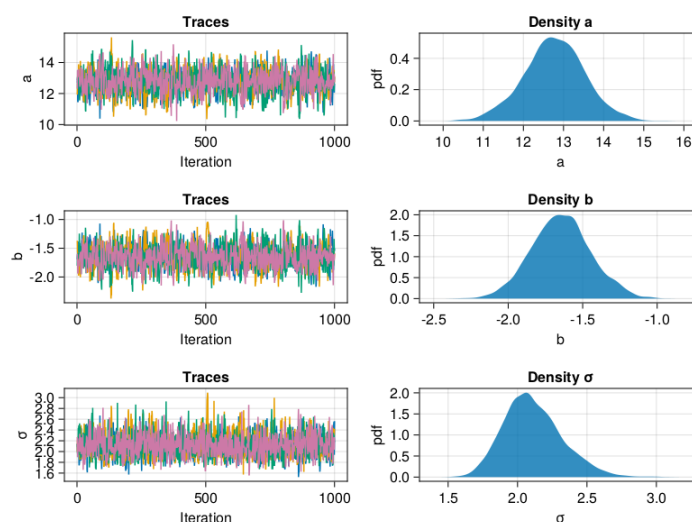 Traces
Density a
14
12
10
a
0
500
1000
Iteration
0.4
0.2
0.0
pdf
10 11 12 13 14 15 16
a
Traces
Density b
-1.0
-1.5
-2.0
b
0
500
1000
Iteration
2.0
1.5
1.0
0.5
0.0
pdf
-2.5 -2.0 -1.5 -1.0
b
Traces
Density σ
3.0
2.8
2.6
2.4
2.2
2.0
1.8
1.6
σ
0
500
1000
Iteration
2.0
1.5
1.0
0.5
0.0
pdf
1.5 2.0 2.5 3.0
σ